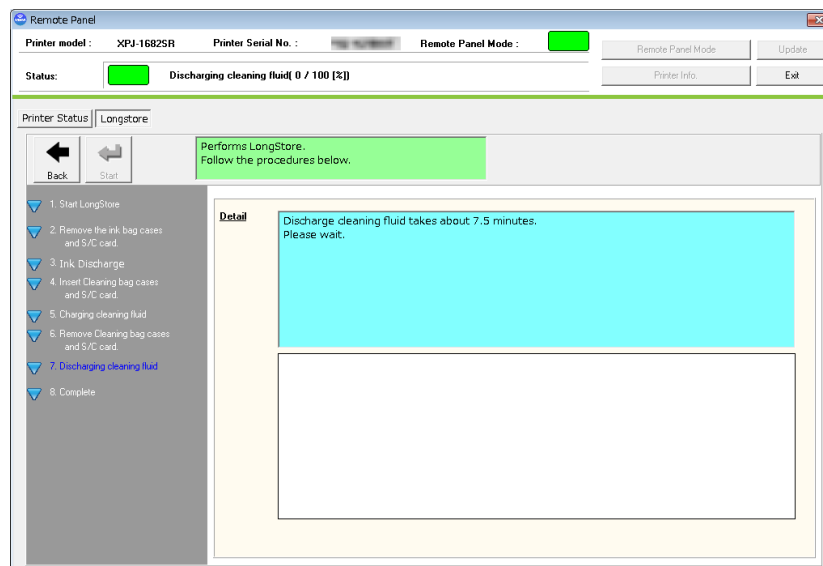 Remote Panel
Printer model : XPJ-1682SR Printer Serial No. : Remote Panel Mode :
Remote Panel Mode Update
Status: Discharging cleaning fluid( 0 / 100 [%])
Printer Info. Exit
Printer Status Longstore
Back Start
Performs LongStore.
Follow the procedures below.
1. Start LongStore
2. Remove the ink bag cases
and S/C card.
3. Ink Discharge
4. Insert Cleaning bag cases
and S/C card.
5. Charging cleaning fluid
6. Remove Cleaning bag cases
and S/C card.
7. Discharging cleaning fluid
8. Complete
Detail
Discharge cleaning fluid takes about 7.5 minutes.
Please wait.